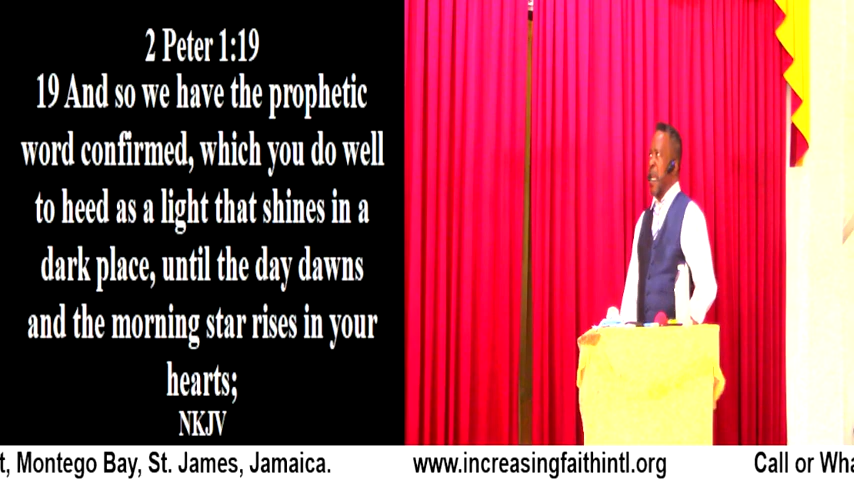 2 Peter 1:19
19 And so we have the prophetic
word confirmed, which you do well
to heed as a light that shines in a
dark place, until the day dawns
and the morning star rises in your
hearts;
NKJV
t, Montego Bay, St. James, Jamaica. www.increasingfaithintl.org Call or Wha